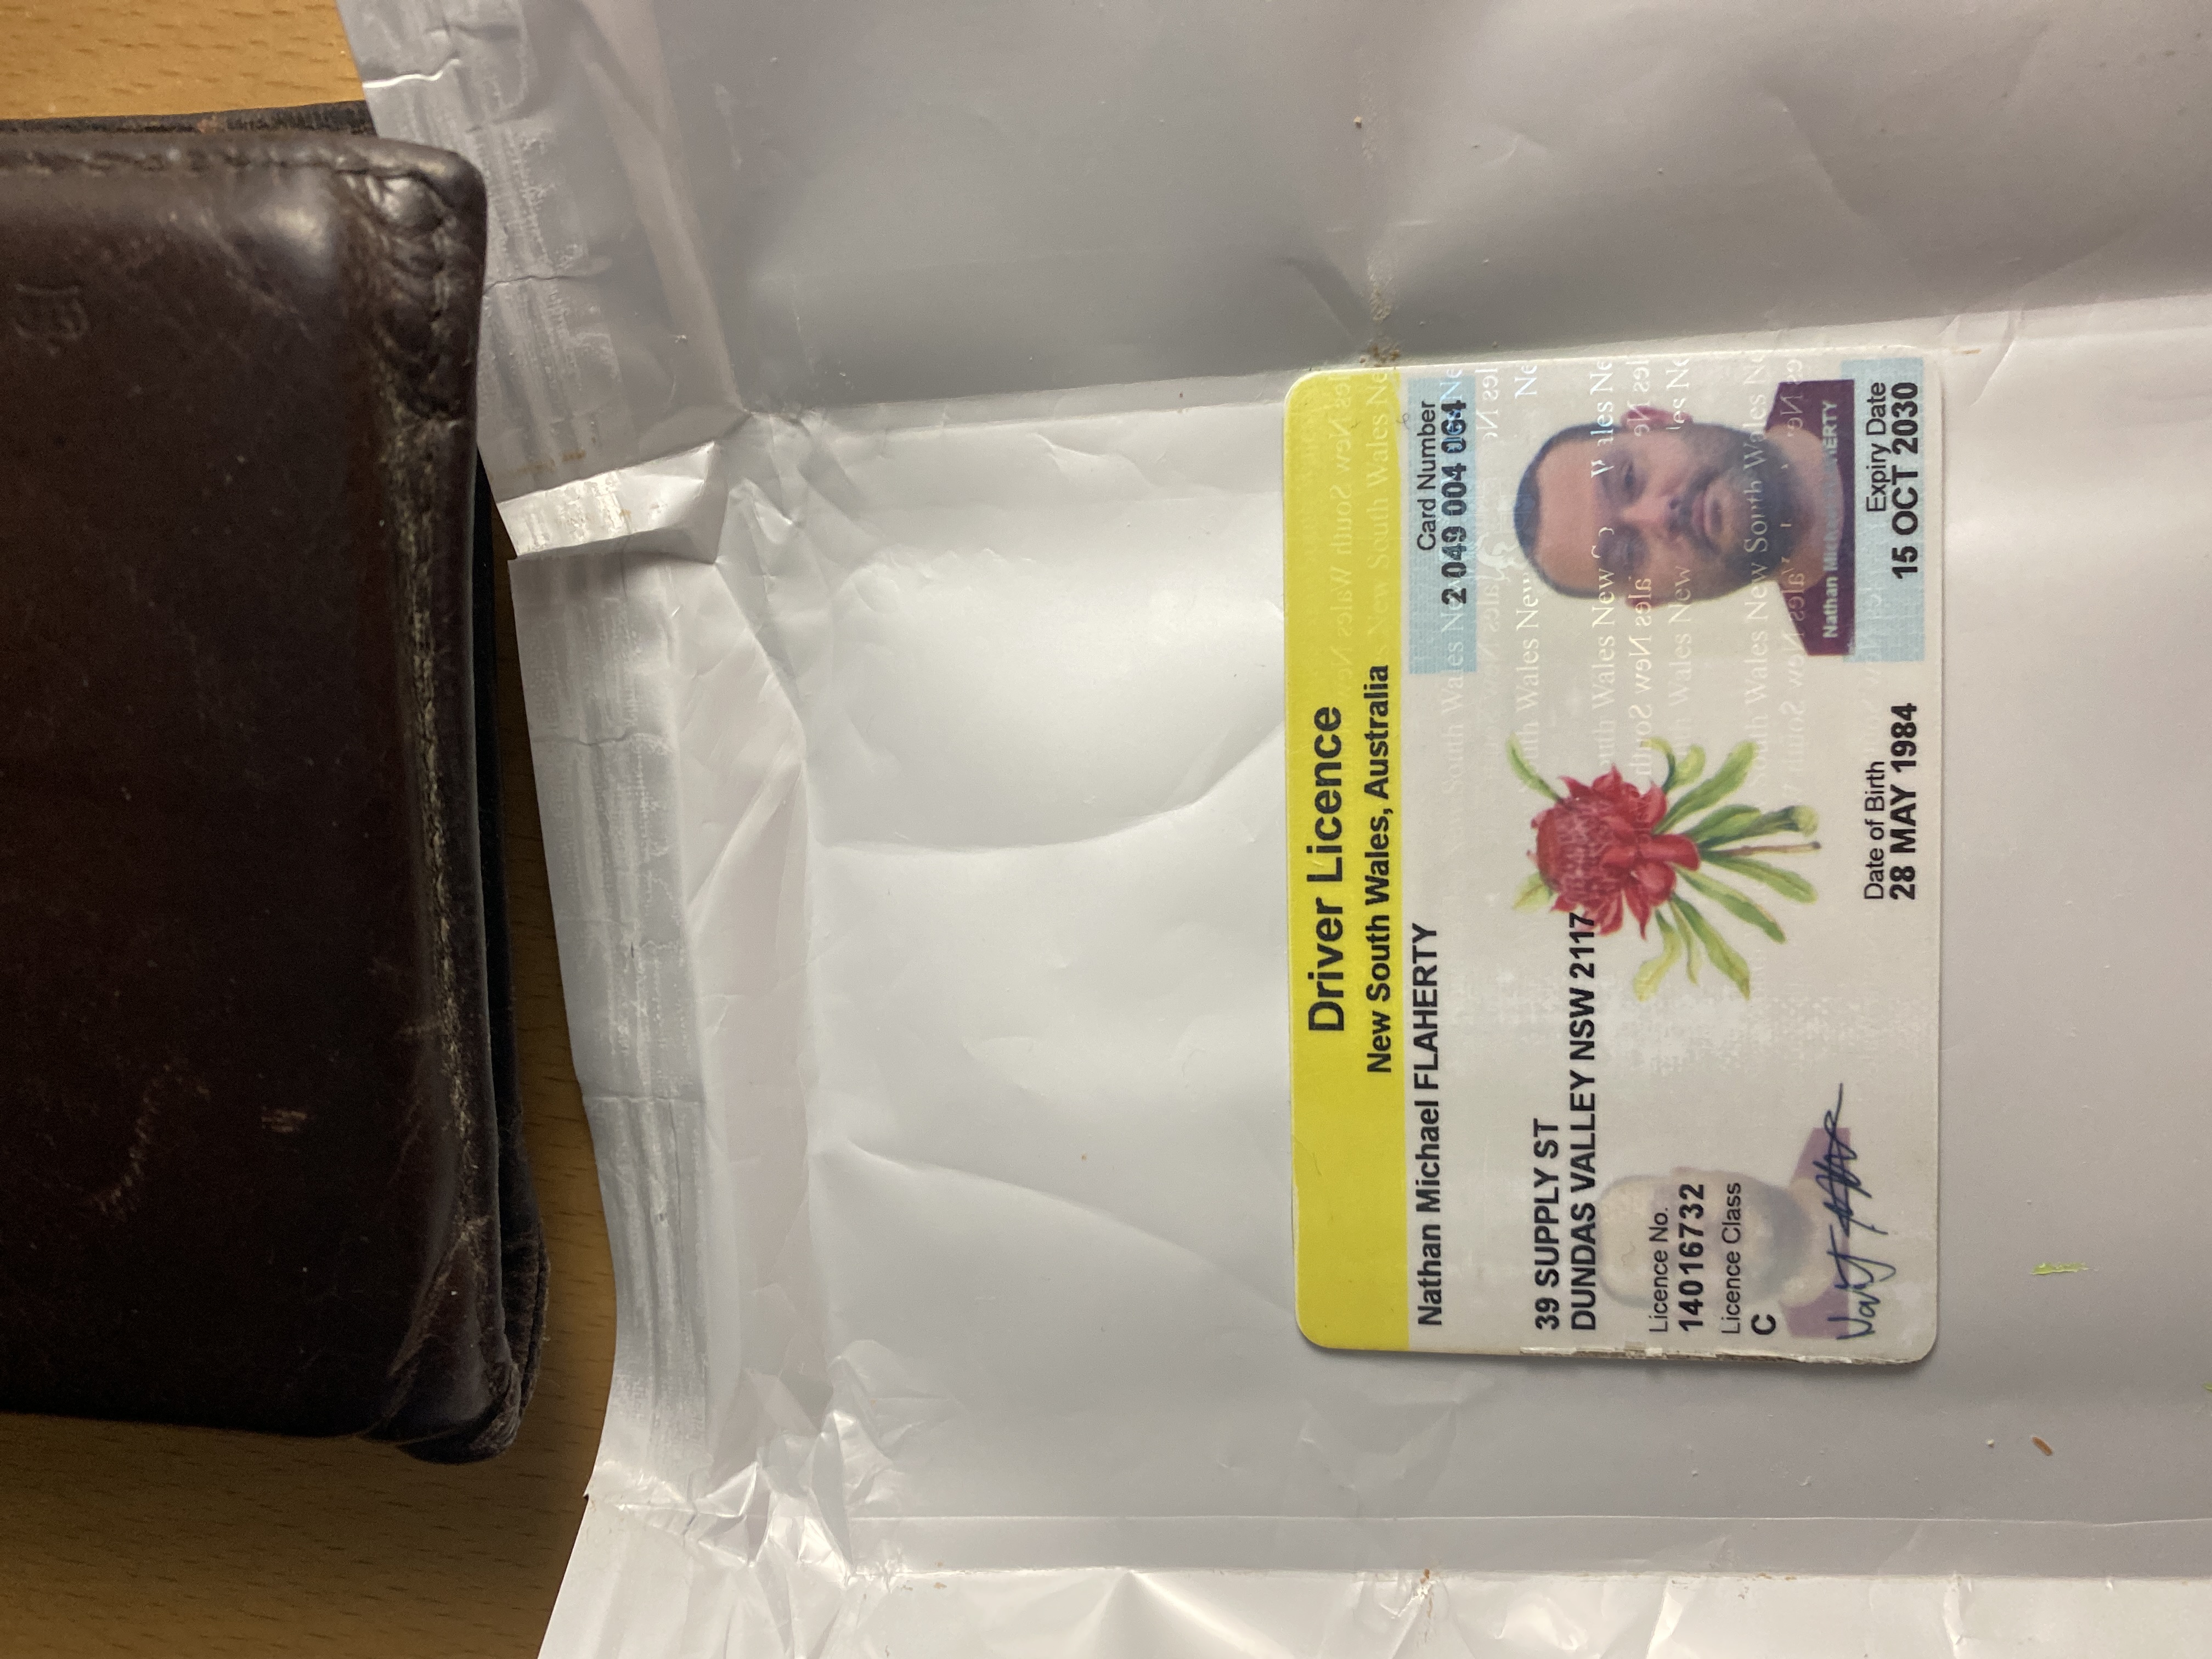 Driver Licence
New South Wales, Australia
Nathan Michael FLAHERTY
Card Number
2 049 004 064
39 SUPPLY ST
DUNDAS VALLEY NSW 2117
Licence No.
14016732
Licence Class
C
Nathan Michael FLAHERTY
Date of Birth
28 MAY 1984
Expiry Date
15 OCT 2030